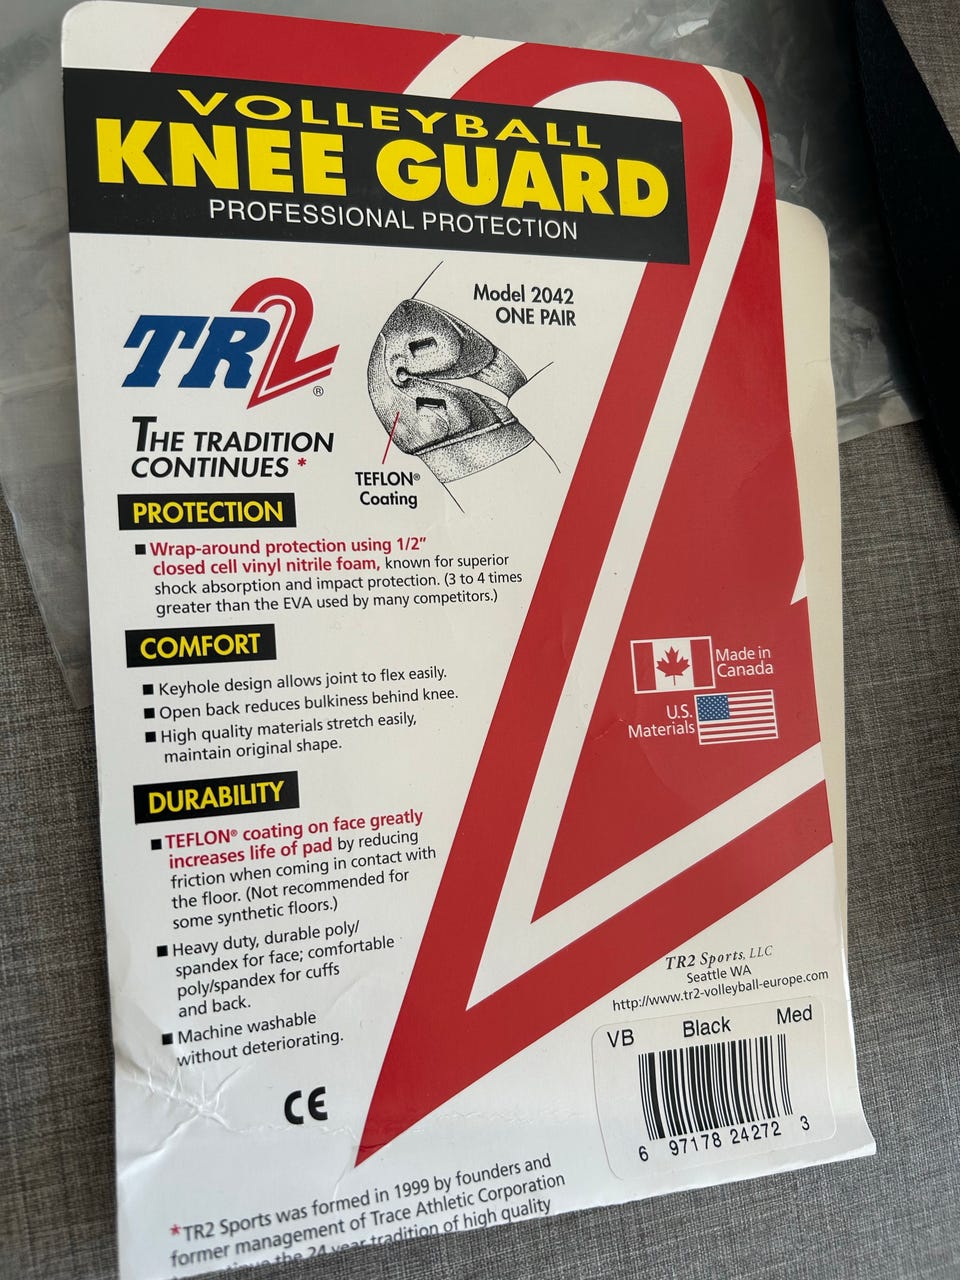 VOLLEYBALL
KNEE GUARD
PROFESSIONAL PROTECTION
TR2®
Model 2042
ONE PAIR
THE TRADITION
CONTINUES *
TEFLON®
Coating
PROTECTION
■ Wrap-around protection using 1/2"
closed cell vinyl nitrile foam, known for superior
shock absorption and impact protection. (3 to 4 times
greater than the EVA used by many competitors.)
COMFORT
■ Keyhole design allows joint to flex easily.
■ Open back reduces bulkiness behind knee.
■ High quality materials stretch easily,
maintain original shape.
Made in
Canada
U.S.
Materials
DURABILITY
■ TEFLON® coating on face greatly
increases life of pad by reducing
friction when coming in contact with
the floor. (Not recommended for
some synthetic floors.)
■ Heavy duty, durable poly/
spandex for face; comfortable
poly/spandex for cuffs
and back.
■ Machine washable
without deteriorating.
CE
TR2 Sports, LLC
Seattle WA
http://www.tr2-volleyball-europe.com
VB Black Med
6 97178 24272 3
*TR2 Sports was formed in 1999 by founders and
former management of Trace Athletic Corporation
the 24 year tradition of high quality